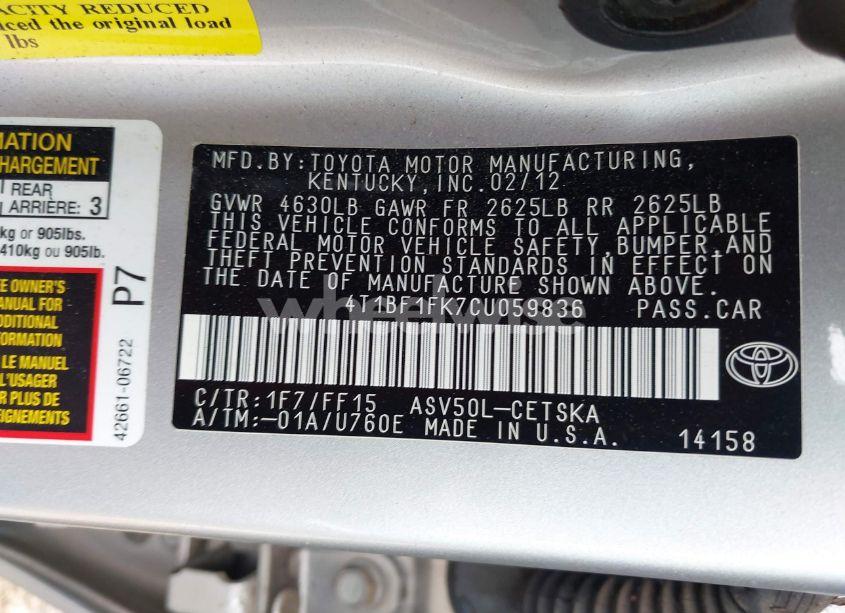 ACITY REDUCED
uced the original load
lbs
MATION
CHARGEMENT
REAR
ARRIÈRE: 3
kg or 905lbs.
410kg ou 905lb.
E OWNER'S
ANUAL FOR
DDITIONAL
FORMATION
LE MANUEL
L'USAGER
R PLUS DE
P7
42661-06722
MFD.BY:TOYOTA MOTOR MANUFACTURING,
KENTUCKY,INC.02/12
GVWR 4630LB GAWR FR 2625LB RR 2625LB
THIS VEHICLE CONFORMS TO ALL APPLICABLE
FEDERAL MOTOR VEHICLE SAFETY,BUMPER,AND
THEFT PREVENTION STANDARDS IN EFFECT ON
THE DATE OF MANUFACTURE SHOWN ABOVE.
4T1BF1FK7CU059836 PASS.CAR
wheelwise
C/TR:1F7/FF15 ASV50L-CETSKA
A/TM:-01A/U760E MADE IN U.S.A. 14158